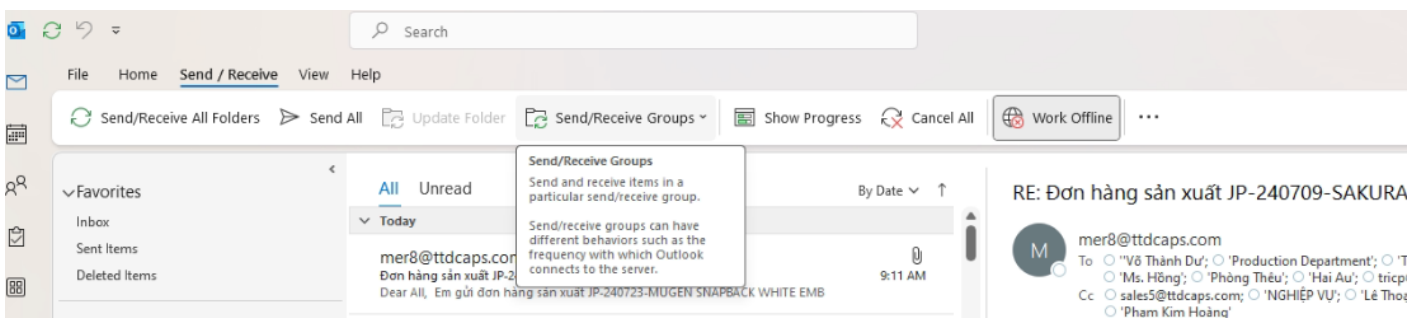 Search
File Home Send / Receive View Help
Send/Receive All Folders Send All Update Folder Send/Receive Groups Show Progress Cancel All Work Offline ...
Send/Receive Groups
Send and receive items in a
particular send/receive group.
Send/receive groups can have
different behaviors such as the
frequency with which Outlook
connects to the server.
Favorites
Inbox
Sent Items
Deleted Items
All Unread By Date
Today
mer8@ttdcaps.com
Đơn hàng sản xuất JP-2 9:11 AM
Dear All, Em gửi đơn hàng sản xuất JP-240723-MUGEN SNAPBACK WHITE EMB
RE: Đơn hàng sản xuất JP-240709-SAKURA
M
mer8@ttdcaps.com
To "Võ Thành Dư'; 'Production Department';
'Ms. Hồng'; 'Phòng Thêu'; 'Hai Au';
Cc sales5@ttdcaps.com; 'NGHIỆP VỤ';
'Pham Kim Hoàng'